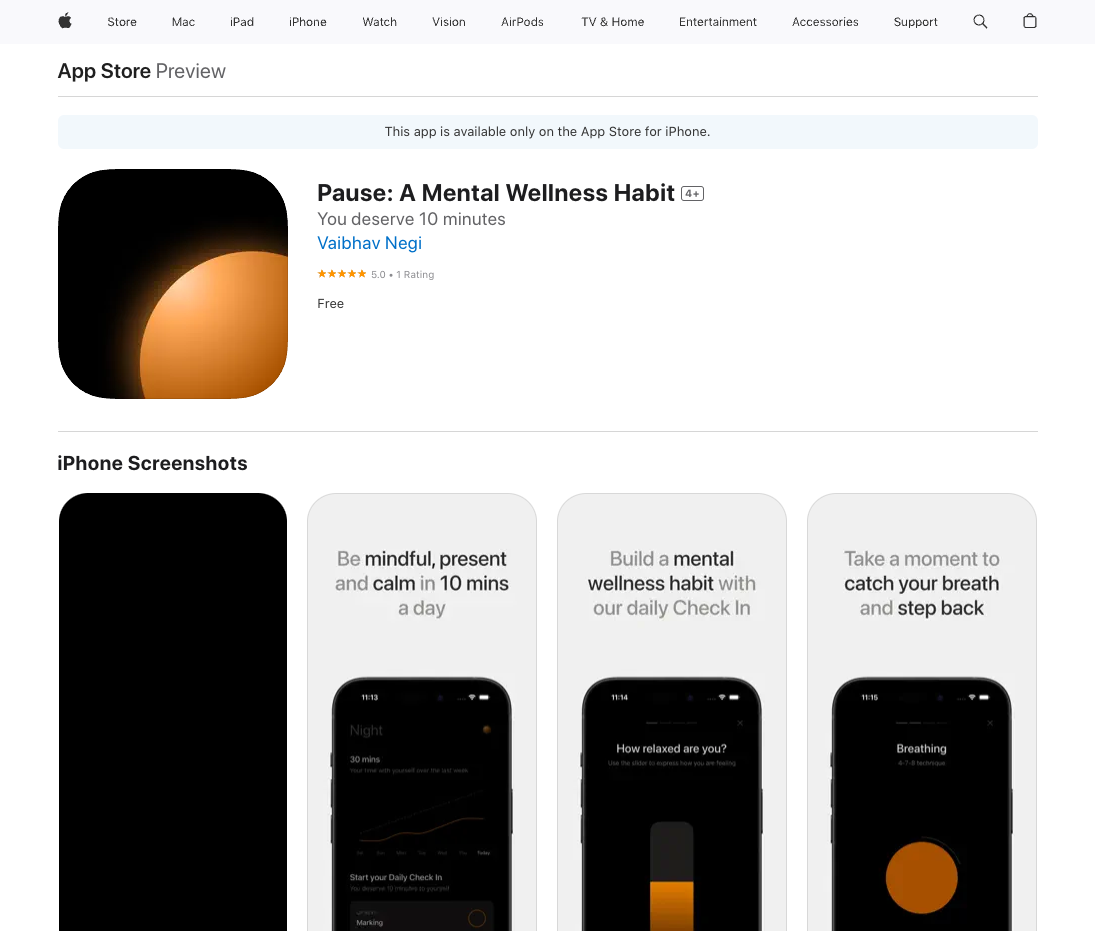 Store Mac iPad iPhone Watch Vision AirPods TV & Home Entertainment Accessories Support
App Store Preview
This app is available only on the App Store for iPhone.
Pause: A Mental Wellness Habit 4+
You deserve 10 minutes
Vaibhav Negi
5.0 • 1 Rating
Free
iPhone Screenshots
Be mindful, present
and calm in 10 mins
a day
11:13
Night
30 mins
Your time with yourself over the last week
Sun Mon Tue Wed Thu Today
Start your Daily Check In
You deserve 10 minutes to yourself
Marking
Build a mental
wellness habit with
our daily Check In
11:14
How relaxed are you?
Use the slider to express how you are feeling
Take a moment to
catch your breath
and step back
11:15
Breathing
4-7-8 technique